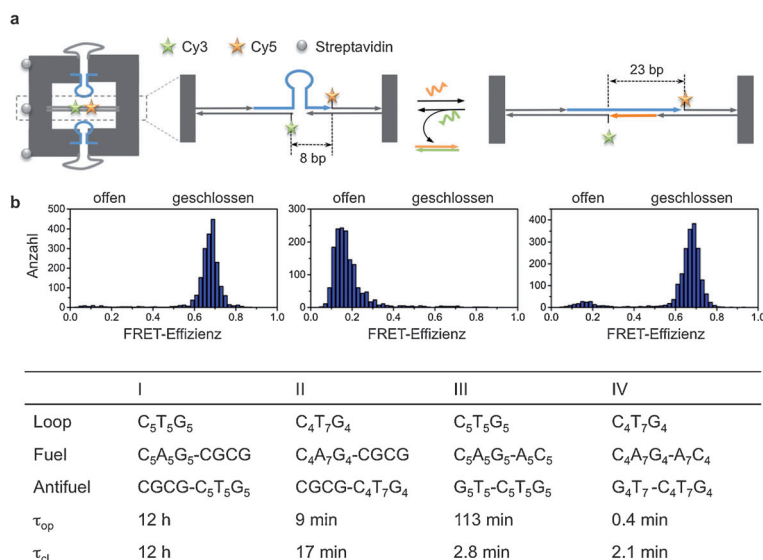 a
Cy3 Cy5 Streptavidin
23 bp
8 bp
b
offen geschlossen offen geschlossen offen geschlossen
Anzahl
500
400
300
200
100
0
0.0 0.2 0.4 0.6 0.8 1.0
FRET-Effizienz
300
200
100
0
0.0 0.2 0.4 0.6 0.8 1.0
FRET-Effizienz
400
300
200
100
0
0.0 0.2 0.4 0.6 0.8 1.0
FRET-Effizienz
I II III IV
Loop C₅T₅G₅ C₄T₇G₄ C₅T₅G₅ C₄T₇G₄
Fuel C₅A₅G₅-CGCG C₄A₇G₄-CGCG C₅A₅G₅-A₅C₅ C₄A₇G₄-A₇C₄
Antifuel CGCG-C₅T₅G₅ CGCG-C₄T₇G₄ G₅T₅-C₅T₅G₅ G₄T₇-C₄T₇G₄
τop 12 h 9 min 113 min 0.4 min
τcl 12 h 17 min 2.8 min 2.1 min